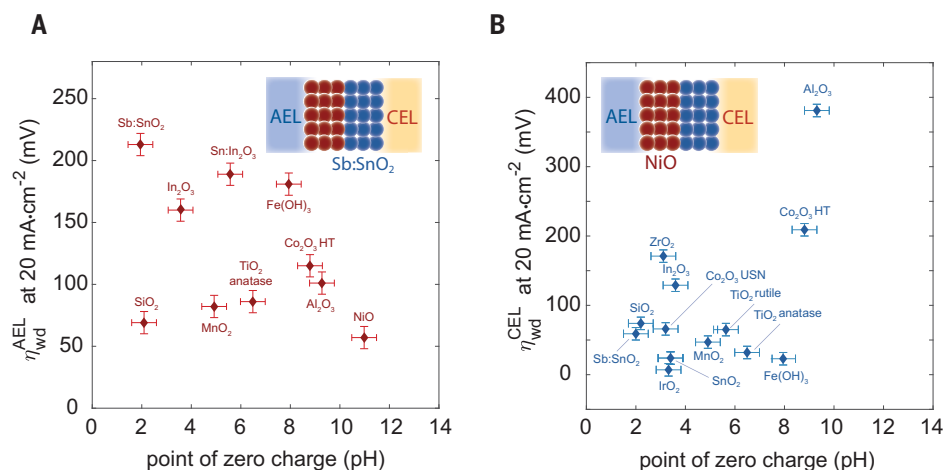 A
η_wd^AEL at 20 mA·cm⁻² (mV)
250
200
150
100
50
0
0 2 4 6 8 10 12 14
point of zero charge (pH)
AEL
CEL
Sb:SnO₂
Sb:SnO₂
Sn:In₂O₃
In₂O₃
Fe(OH)₃
Co₂O₃ HT
TiO₂
anatase
Al₂O₃
SiO₂
MnO₂
NiO
B
η_wd^CEL at 20 mA·cm⁻² (mV)
400
300
200
100
0
0 2 4 6 8 10 12 14
point of zero charge (pH)
AEL
CEL
NiO
Al₂O₃
Co₂O₃ HT
ZrO₂
In₂O₃
Co₂O₃ USN
SiO₂
TiO₂ rutile
TiO₂ anatase
Sb:SnO₂
MnO₂
SnO₂
Fe(OH)₃
IrO₂